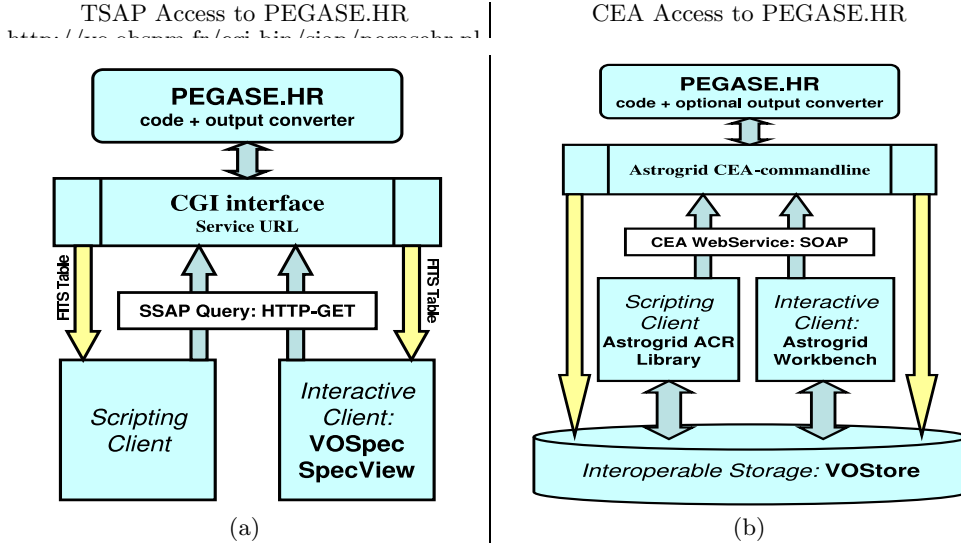 TSAP Access to PEGASE.HR
PEGASE.HR
code + output converter
CGI interface
Service URL
FITS Table
FITS Table
SSAP Query: HTTP-GET
Scripting
Client
Interactive
Client:
VOSpec
SpecView
(a)
CEA Access to PEGASE.HR
PEGASE.HR
code + optional output converter
Astrogrid CEA-commandline
CEA WebService: SOAP
Scripting
Client
Astrogrid ACR
Library
Interactive
Client:
Astrogrid
Workbench
Interoperable Storage: VOStore
(b)